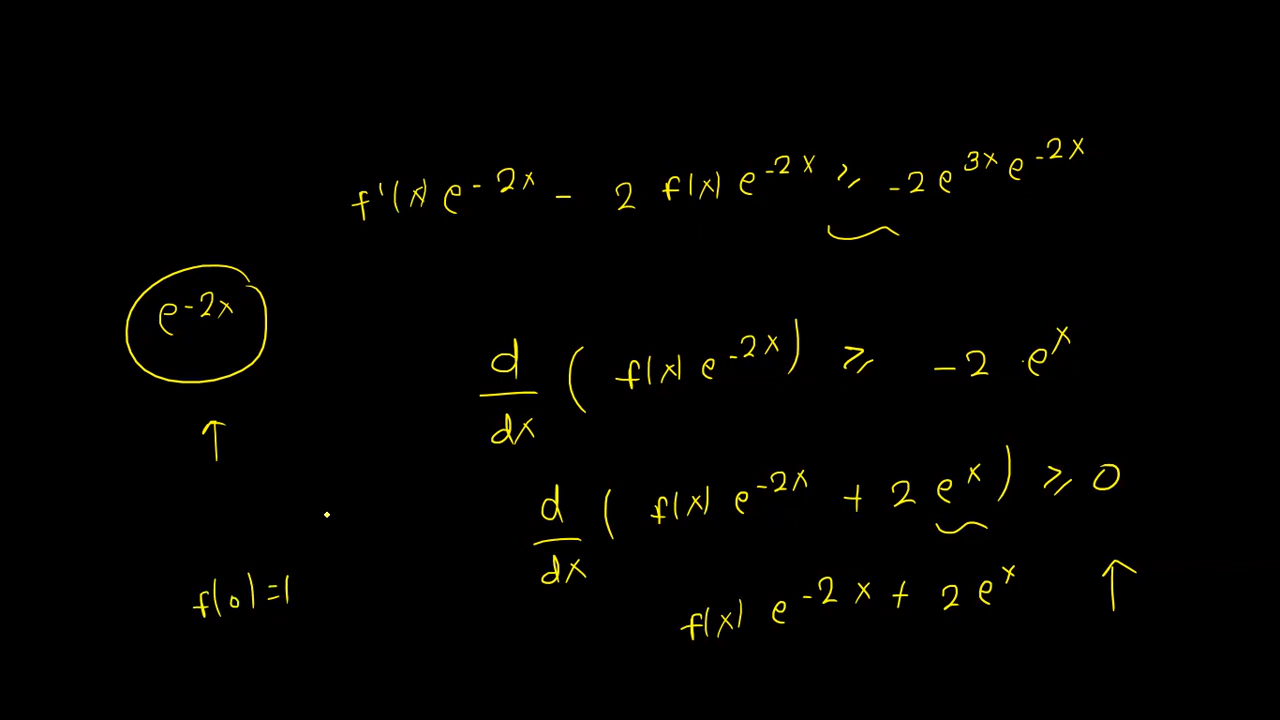 f'(x) e^{-2x} - 2 f(x) e^{-2x} ≥ -2 e^{3x} e^{-2x}
e^{-2x}
d/dx ( f(x) e^{-2x} ) ≥ -2 e^x
↑
d/dx ( f(x) e^{-2x} + 2 e^x ) ≥ 0
f(0) = 1
f(x) e^{-2x} + 2 e^x ↑